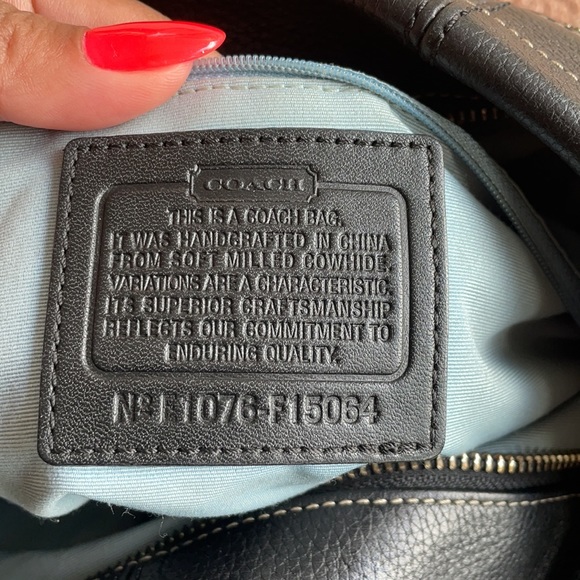 COACH
THIS IS A COACH BAG.
IT WAS HANDCRAFTED IN CHINA
FROM SOFT MILLED COWHIDE.
VARIATIONS ARE A CHARACTERISTIC.
ITS SUPERIOR CRAFTSMANSHIP
REFLECTS OUR COMMITMENT TO
ENDURING QUALITY.
Nº F1076-F15064